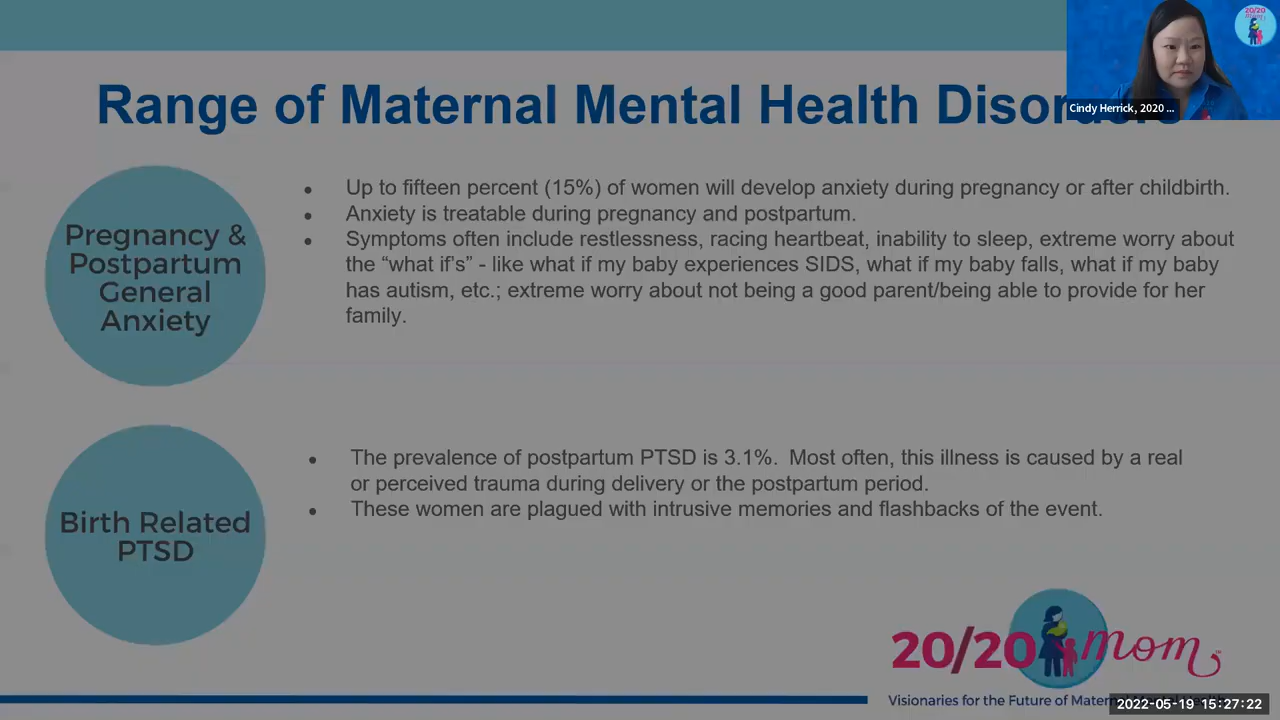 20/20
mom
Cindy Herrick, 2020 ...
Range of Maternal Mental Health Disorders
Pregnancy &
Postpartum
General
Anxiety
• Up to fifteen percent (15%) of women will develop anxiety during pregnancy or after childbirth.
• Anxiety is treatable during pregnancy and postpartum.
• Symptoms often include restlessness, racing heartbeat, inability to sleep, extreme worry about
the “what if’s” - like what if my baby experiences SIDS, what if my baby falls, what if my baby
has autism, etc.; extreme worry about not being a good parent/being able to provide for her
family.
Birth Related
PTSD
• The prevalence of postpartum PTSD is 3.1%. Most often, this illness is caused by a real
or perceived trauma during delivery or the postpartum period.
• These women are plagued with intrusive memories and flashbacks of the event.
20/20 mom
Visionaries for the Future of Maternal Mental Health
2022-05-19 15:27:22